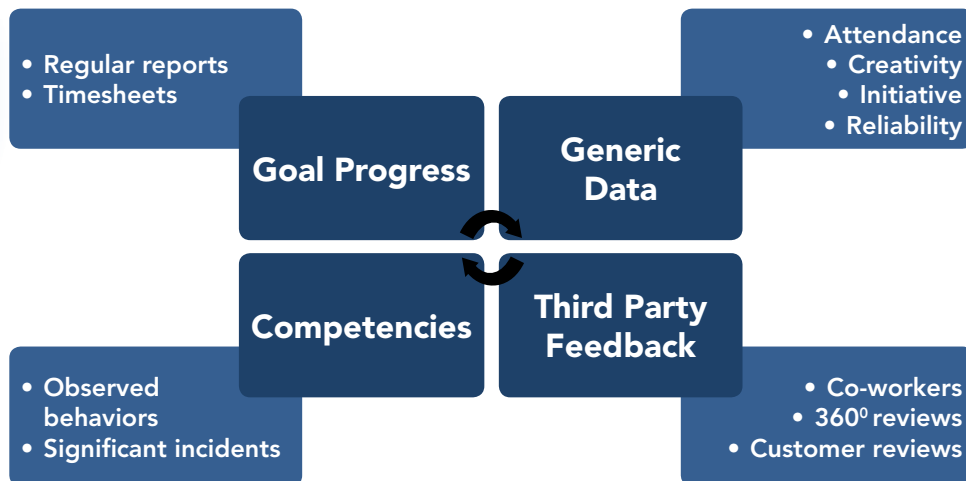 • Regular reports
• Timesheets
Goal Progress
• Attendance
• Creativity
• Initiative
• Reliability
Generic
Data
Competencies
• Observed
behaviors
• Significant incidents
Third Party
Feedback
• Co-workers
• 360⁰ reviews
• Customer reviews